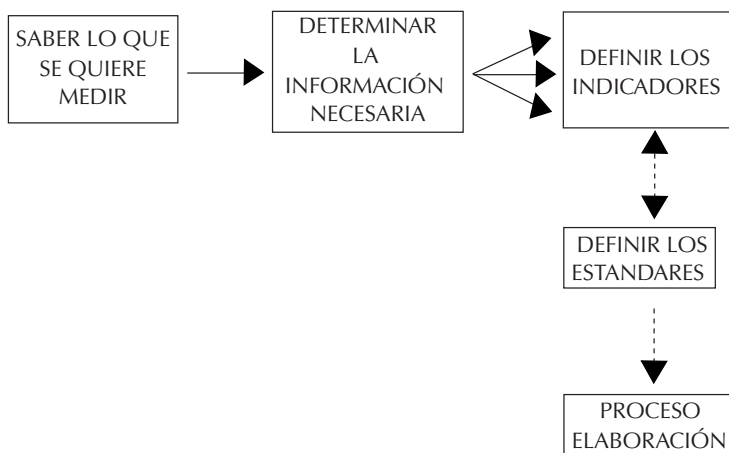 SABER LO QUE
SE QUIERE
MEDIR
DETERMINAR
LA
INFORMACIÓN
NECESARIA
DEFINIR LOS
INDICADORES
DEFINIR LOS
ESTANDARES
PROCESO
ELABORACIÓN